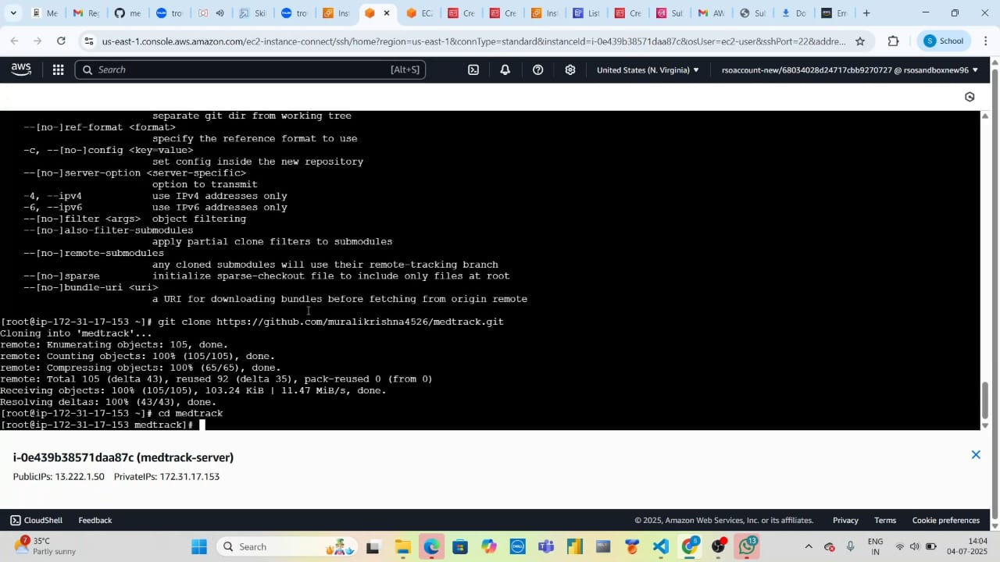 Me
Reg
me
tro
Ski
tro
Inst
EC2
Cre
Cre
Inst
List
Cre
Sub
AW
Sub
Do
Erro
us-east-1.console.aws.amazon.com/ec2-instance-connect/ssh/home?region=us-east-1&connType=standard&instanceId=i-0e439b38571daa87c&osUser=ec2-user&sshPort=22&addre...
S School
aws
Search
[Alt+S]
United States (N. Virginia)
rsoaccount-new/68034028d24717cbb9270727 @ rsosandboxnew96
separate git dir from working tree
--[no-]ref-format <format>
specify the reference format to use
-c, --[no-]config <key=value>
set config inside the new repository
--[no-]server-option <server-specific>
option to transmit
-4, --ipv4 use IPv4 addresses only
-6, --ipv6 use IPv6 addresses only
--[no-]filter <args> object filtering
--[no-]also-filter-submodules
apply partial clone filters to submodules
--[no-]remote-submodules
any cloned submodules will use their remote-tracking branch
--[no-]sparse initialize sparse-checkout file to include only files at root
--[no-]bundle-uri <uri>
a URI for downloading bundles before fetching from origin remote
[root@ip-172-31-17-153 ~]# git clone https://github.com/muralikrishna4526/medtrack.git
Cloning into 'medtrack'...
remote: Enumerating objects: 105, done.
remote: Counting objects: 100% (105/105), done.
remote: Compressing objects: 100% (65/65), done.
remote: Total 105 (delta 43), reused 92 (delta 35), pack-reused 0 (from 0)
Receiving objects: 100% (105/105), 103.24 KiB | 11.47 MiB/s, done.
Resolving deltas: 100% (43/43), done.
[root@ip-172-31-17-153 ~]# cd medtrack
[root@ip-172-31-17-153 medtrack]#
i-0e439b38571daa87c (medtrack-server)
PublicIPs: 13.222.1.50 PrivateIPs: 172.31.17.153
CloudShell
Feedback
© 2025, Amazon Web Services, Inc. or its affiliates.
Privacy
Terms
Cookie preferences
7
35°C
Partly sunny
Search
5
13
ENG
IN
14:04
04-07-2025